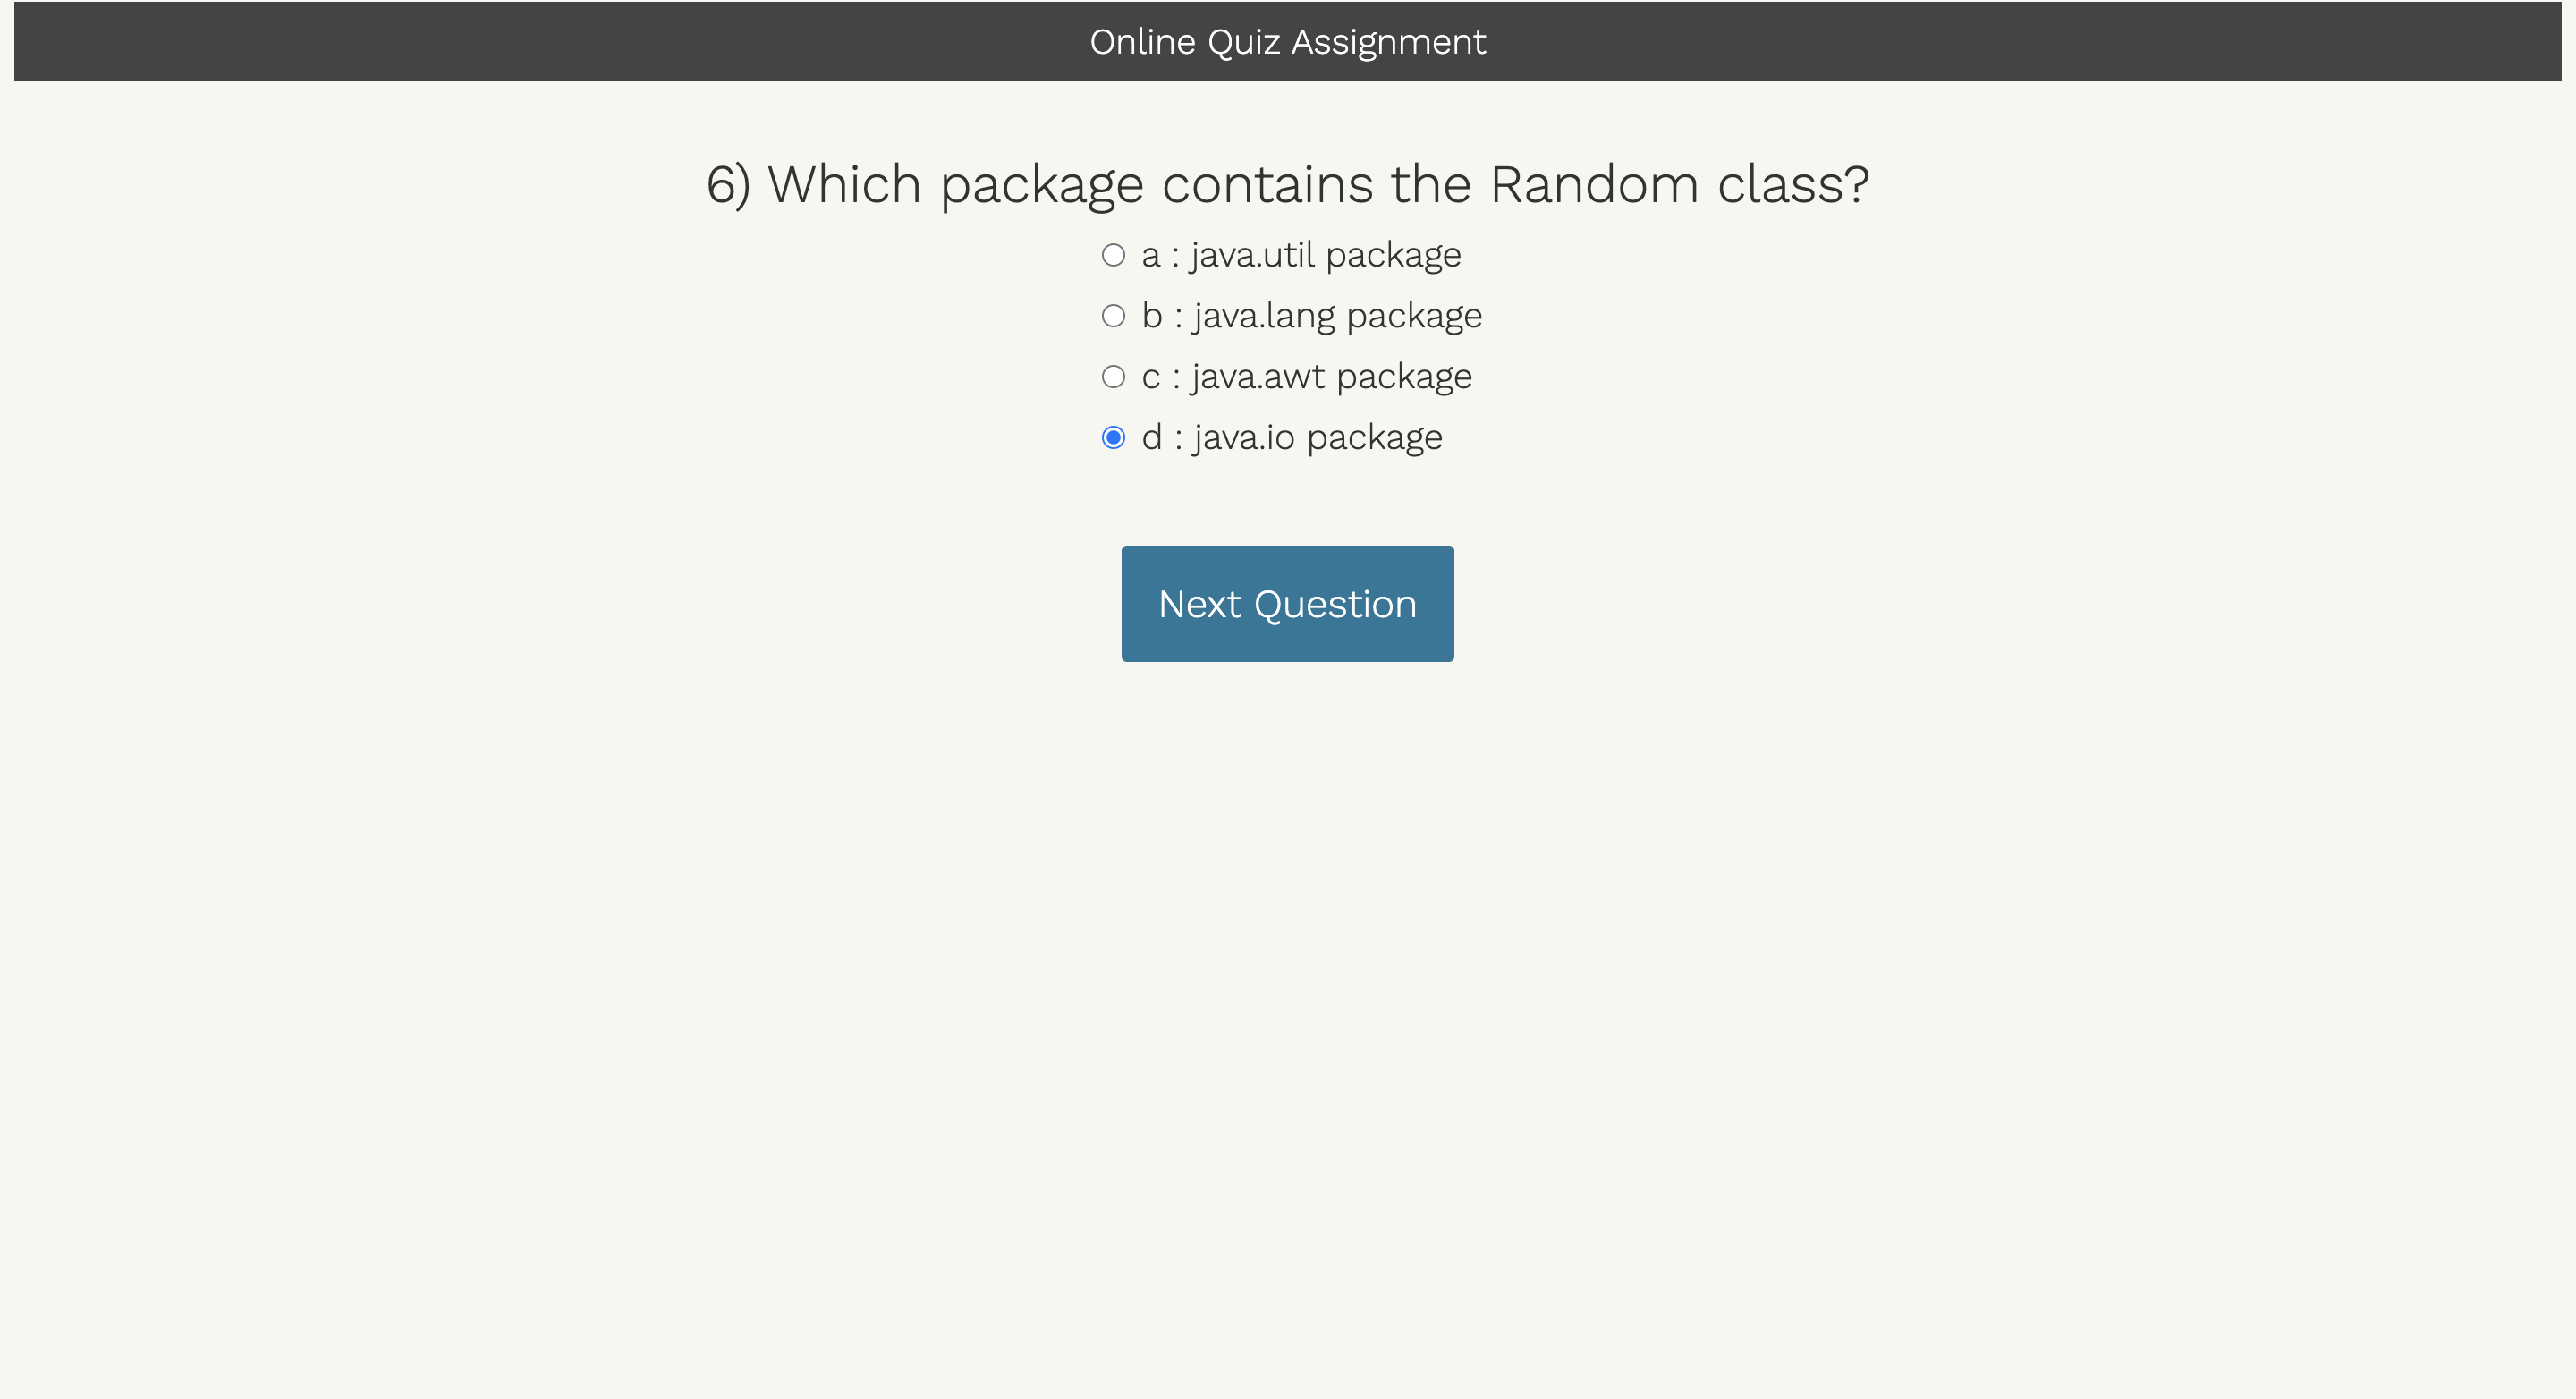 Online Quiz Assignment
6) Which package contains the Random class?
a : java.util package
b : java.lang package
c : java.awt package
d : java.io package
Next Question